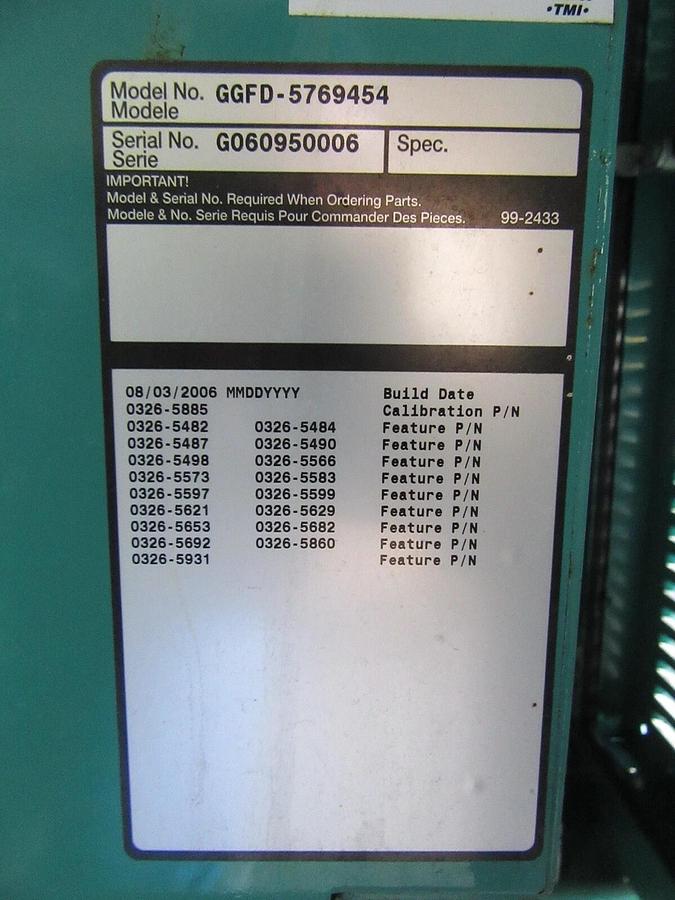 •TMI•
Model No. GGFD-5769454
Modele
Serial No. G060950006 Spec.
Serie
IMPORTANT!
Model & Serial No. Required When Ordering Parts.
Modele & No. Serie Requis Pour Commander Des Pieces. 99-2433
08/03/2006 MMDDYYYY Build Date
0326-5885 Calibration P/N
0326-5482 0326-5484 Feature P/N
0326-5487 0326-5490 Feature P/N
0326-5498 0326-5566 Feature P/N
0326-5573 0326-5583 Feature P/N
0326-5597 0326-5599 Feature P/N
0326-5621 0326-5629 Feature P/N
0326-5653 0326-5682 Feature P/N
0326-5692 0326-5860 Feature P/N
0326-5931 Feature P/N